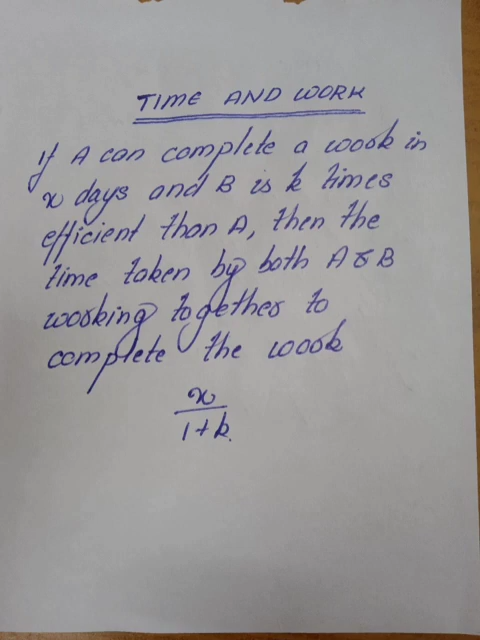 TIME AND WORK
If A can complete a work in
x days and B is k times
efficient than A, then the
time taken by both A & B
working together to
complete the work
x
1+k.